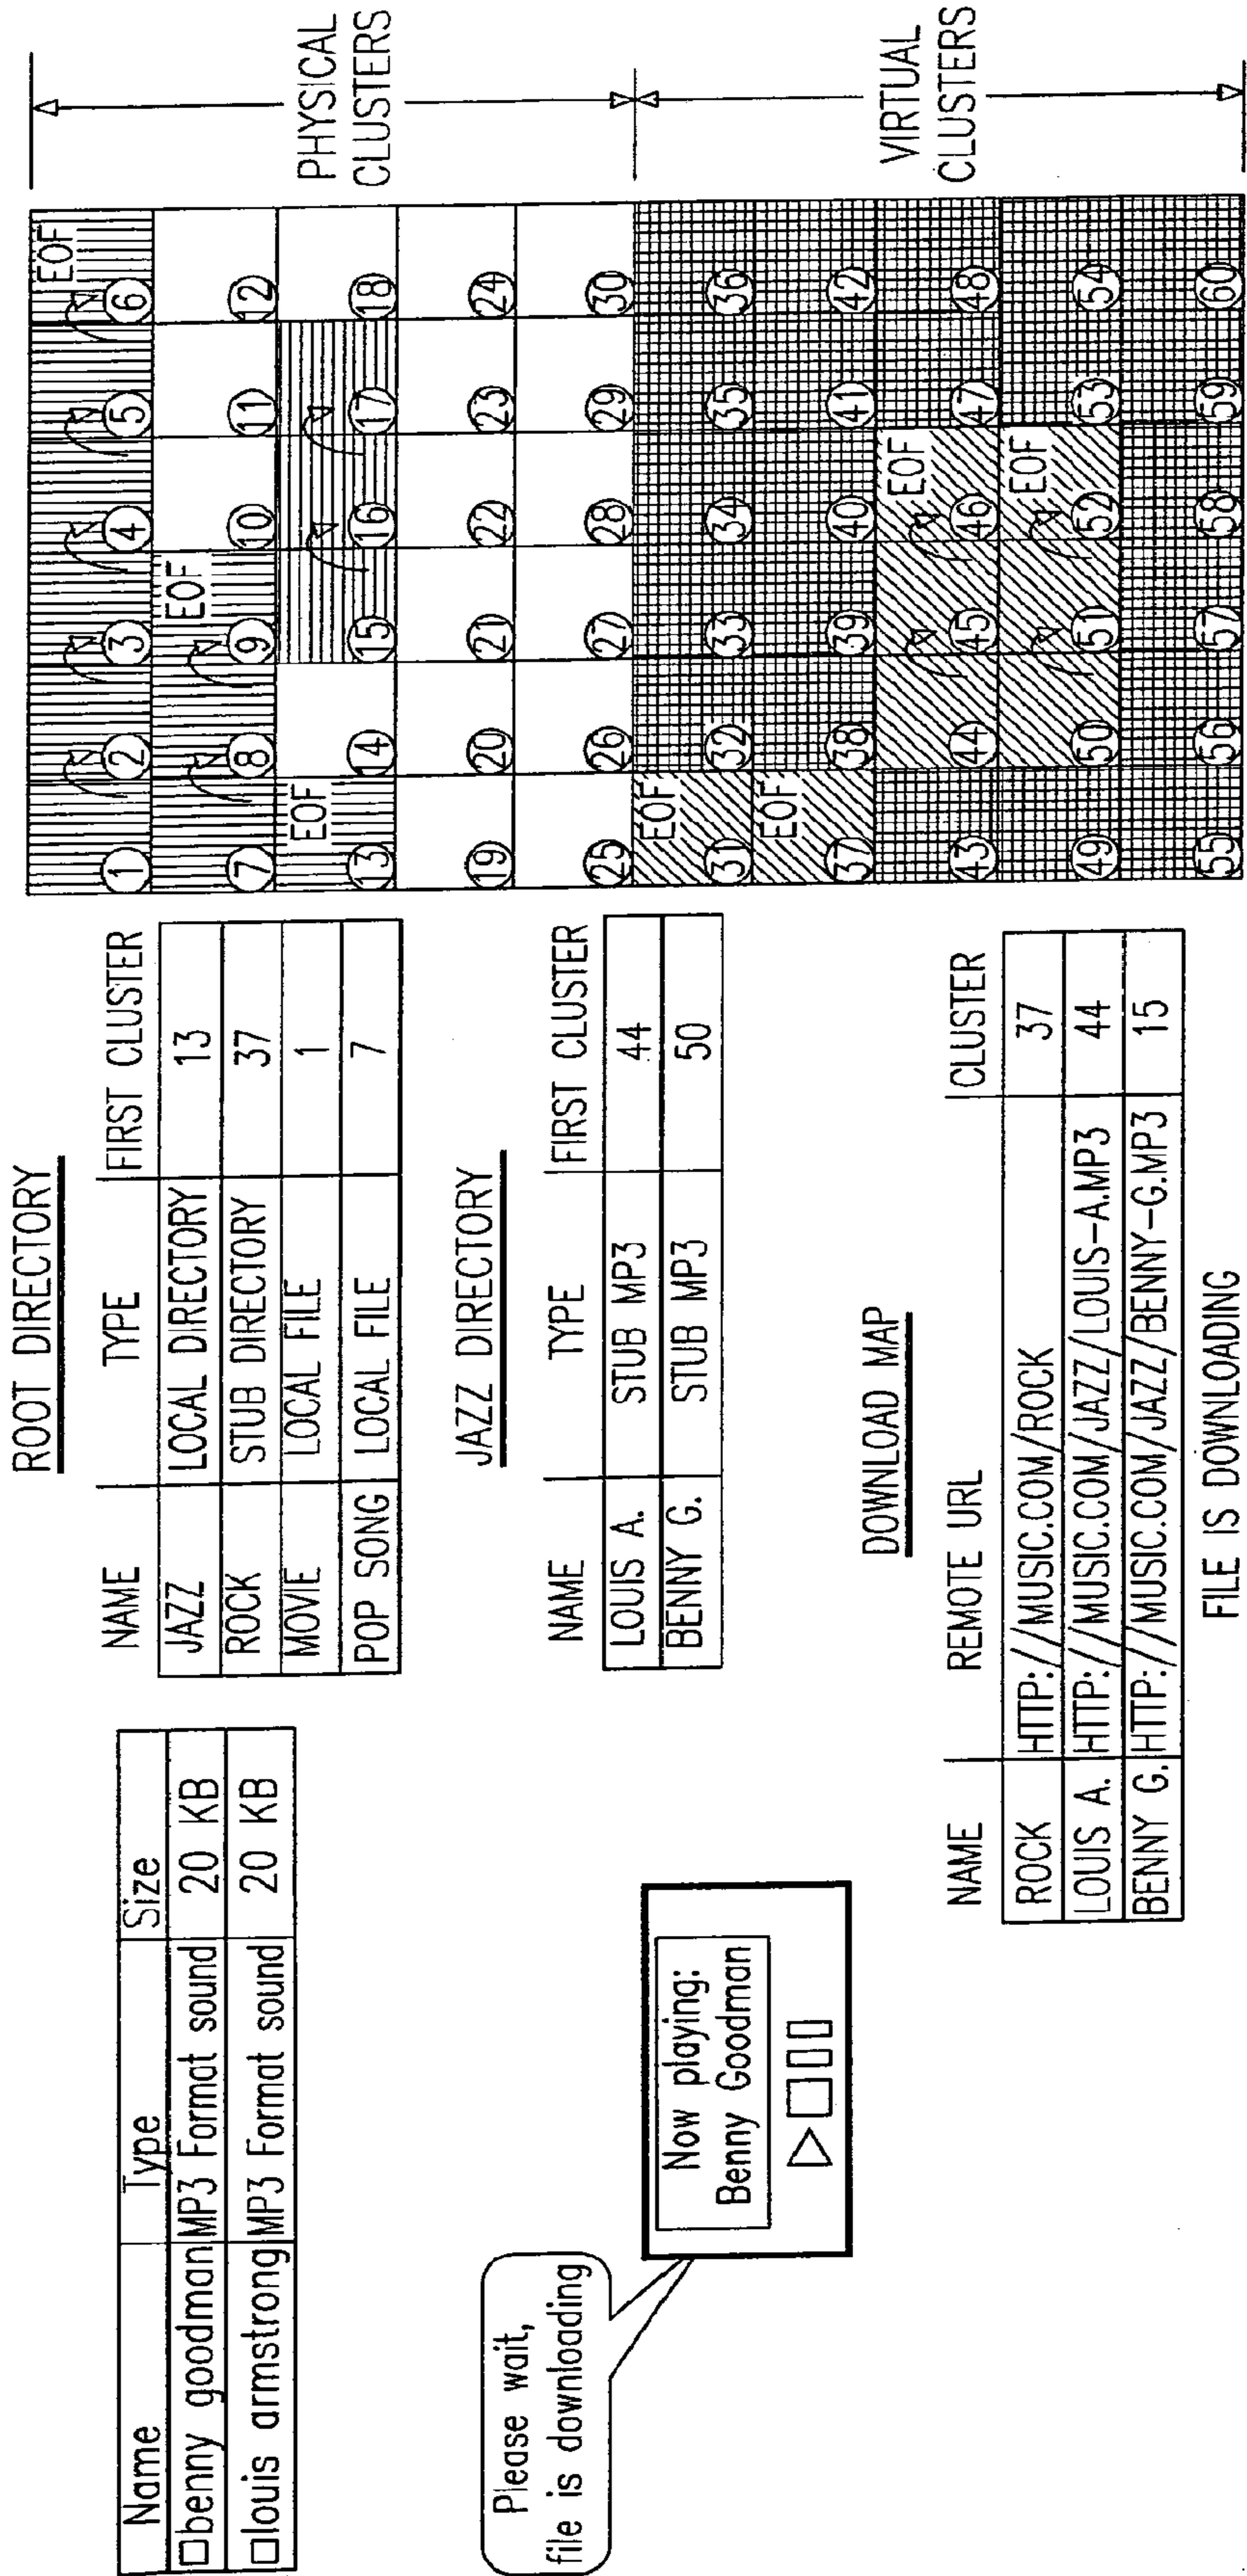 Name Type Size
benny goodman MP3 Format sound 20 KB
louis armstrong MP3 Format sound 20 KB
Please wait,
file is downloading
Now playing:
Benny Goodman
ROOT DIRECTORY
NAME TYPE FIRST CLUSTER
JAZZ LOCAL DIRECTORY 13
ROCK STUB DIRECTORY 37
MOVIE LOCAL FILE 1
POP SONG LOCAL FILE 7
JAZZ DIRECTORY
NAME TYPE FIRST CLUSTER
LOUIS A. STUB MP3 44
BENNY G. STUB MP3 50
DOWNLOAD MAP
NAME REMOTE URL CLUSTER
ROCK HTTP://MUSIC.COM/ROCK 37
LOUIS A. HTTP://MUSIC.COM/JAZZ/LOUIS-A.MP3 44
BENNY G. HTTP://MUSIC.COM/JAZZ/BENNY-G.MP3 15
FILE IS DOWNLOADING
EOF
1 2 3 4 5 6
EOF
7 8 9 10 11 12
EOF
13 14 15 16 17 18
19 20 21 22 23 24
25 26 27 28 29 30
EOF
31 32 33 34 35 36
EOF
37 38 39 40 41 42
EOF
43 44 45 46 47 48
EOF
49 50 51 52 53 54
55 56 57 58 59 60
PHYSICAL
CLUSTERS
VIRTUAL
CLUSTERS